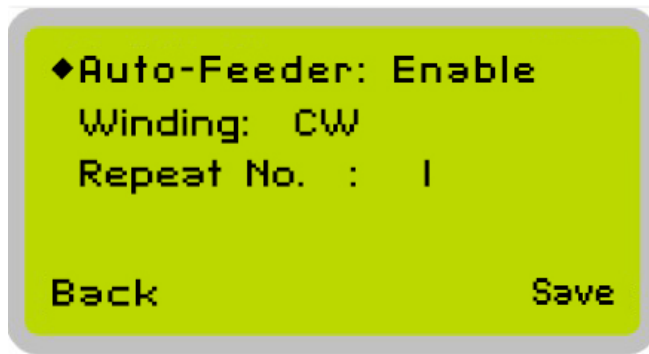 ◆Auto-Feeder: Enable
Winding: CW
Repeat No. : 1
Back Save